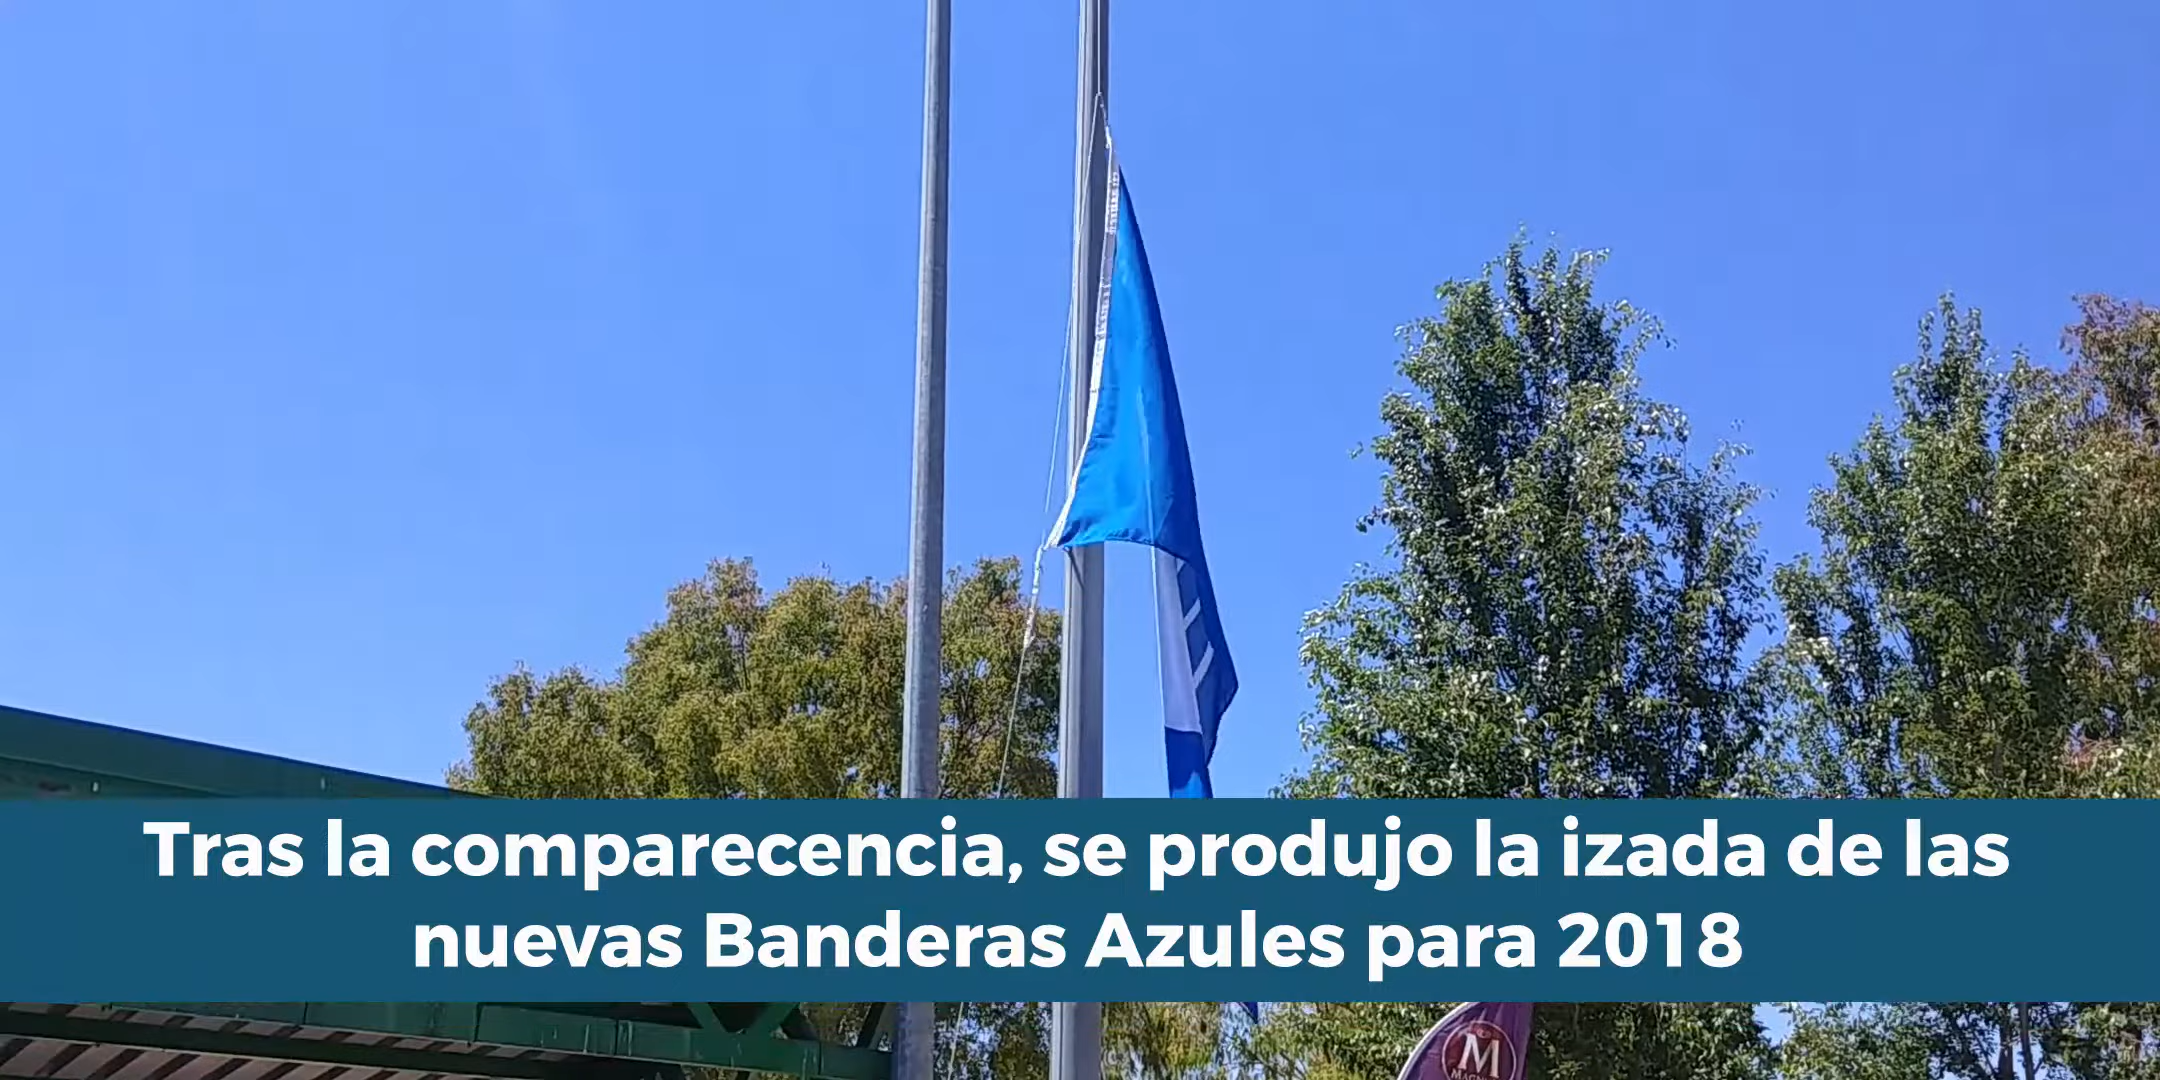 Tras la comparecencia, se produjo la izada de las
nuevas Banderas Azules para 2018
M